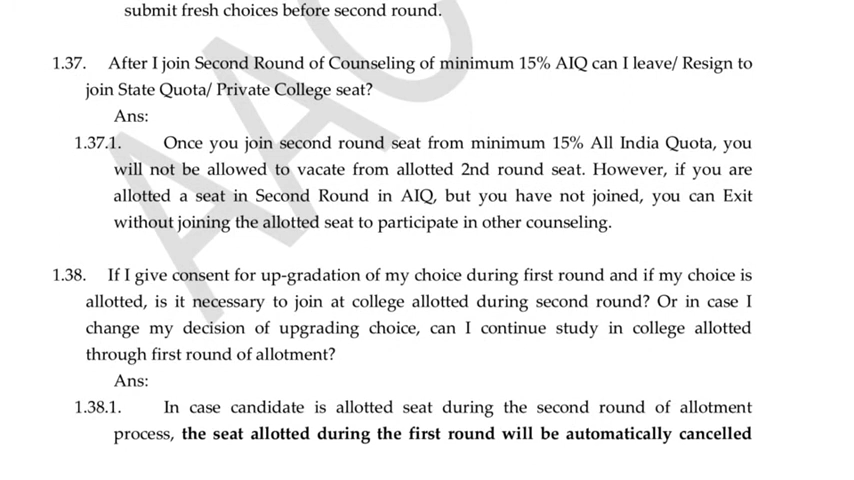 submit fresh choices before second round.
1.37. After I join Second Round of Counseling of minimum 15% AIQ can I leave/ Resign to
join State Quota/ Private College seat?
Ans:
1.37.1. Once you join second round seat from minimum 15% All India Quota, you
will not be allowed to vacate from allotted 2nd round seat. However, if you are
allotted a seat in Second Round in AIQ, but you have not joined, you can Exit
without joining the allotted seat to participate in other counseling.
1.38. If I give consent for up-gradation of my choice during first round and if my choice is
allotted, is it necessary to join at college allotted during second round? Or in case I
change my decision of upgrading choice, can I continue study in college allotted
through first round of allotment?
Ans:
1.38.1. In case candidate is allotted seat during the second round of allotment
process, the seat allotted during the first round will be automatically cancelled
AAC